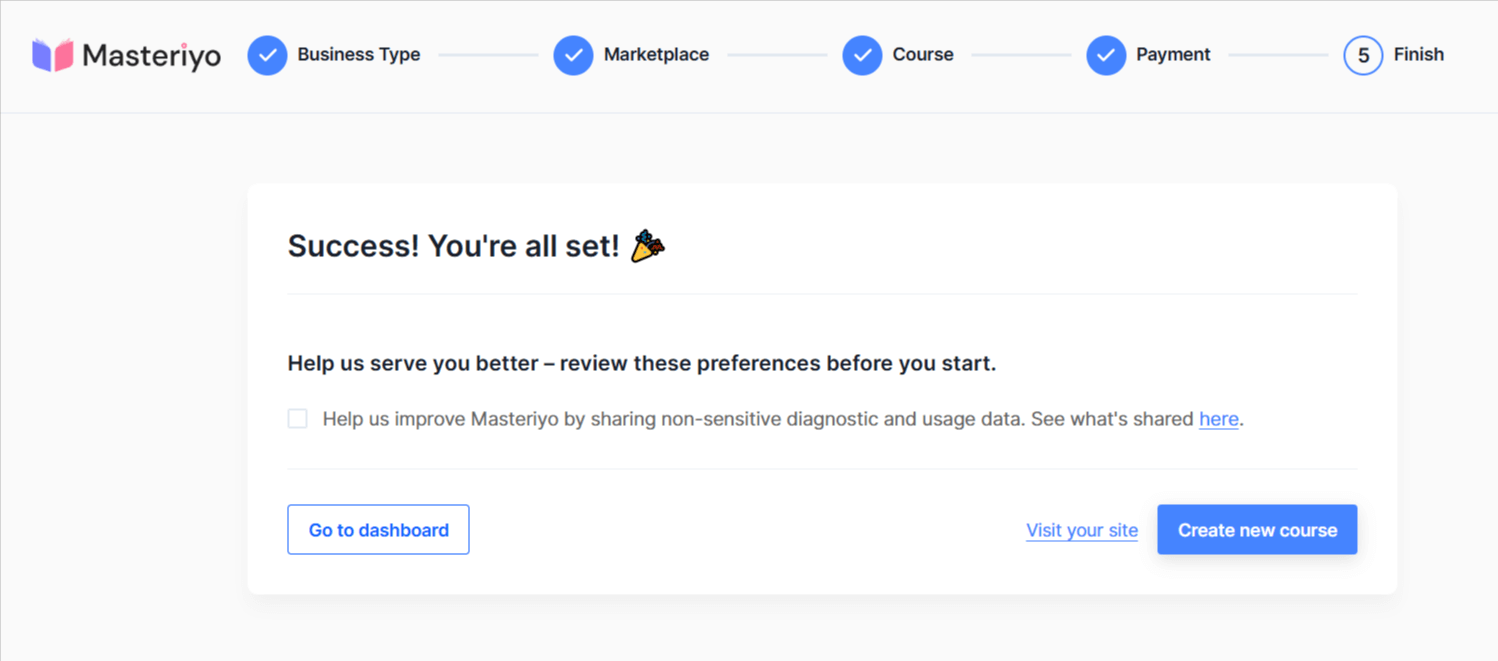 Masteriyo
Business Type
Marketplace
Course
Payment
5 Finish
Success! You're all set! 🎉
Help us serve you better – review these preferences before you start.
Help us improve Masteriyo by sharing non-sensitive diagnostic and usage data. See what's shared here.
Go to dashboard
Visit your site
Create new course